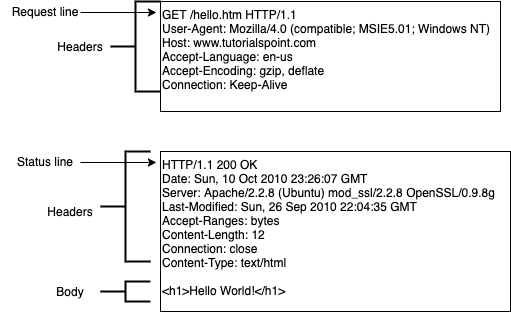 Request line
Headers
GET /hello.htm HTTP/1.1
User-Agent: Mozilla/4.0 (compatible; MSIE5.01; Windows NT)
Host: www.tutorialspoint.com
Accept-Language: en-us
Accept-Encoding: gzip, deflate
Connection: Keep-Alive
Status line
Headers
HTTP/1.1 200 OK
Date: Sun, 10 Oct 2010 23:26:07 GMT
Server: Apache/2.2.8 (Ubuntu) mod_ssl/2.2.8 OpenSSL/0.9.8g
Last-Modified: Sun, 26 Sep 2010 22:04:35 GMT
Accept-Ranges: bytes
Content-Length: 12
Connection: close
Content-Type: text/html
Body
<h1>Hello World!</h1>